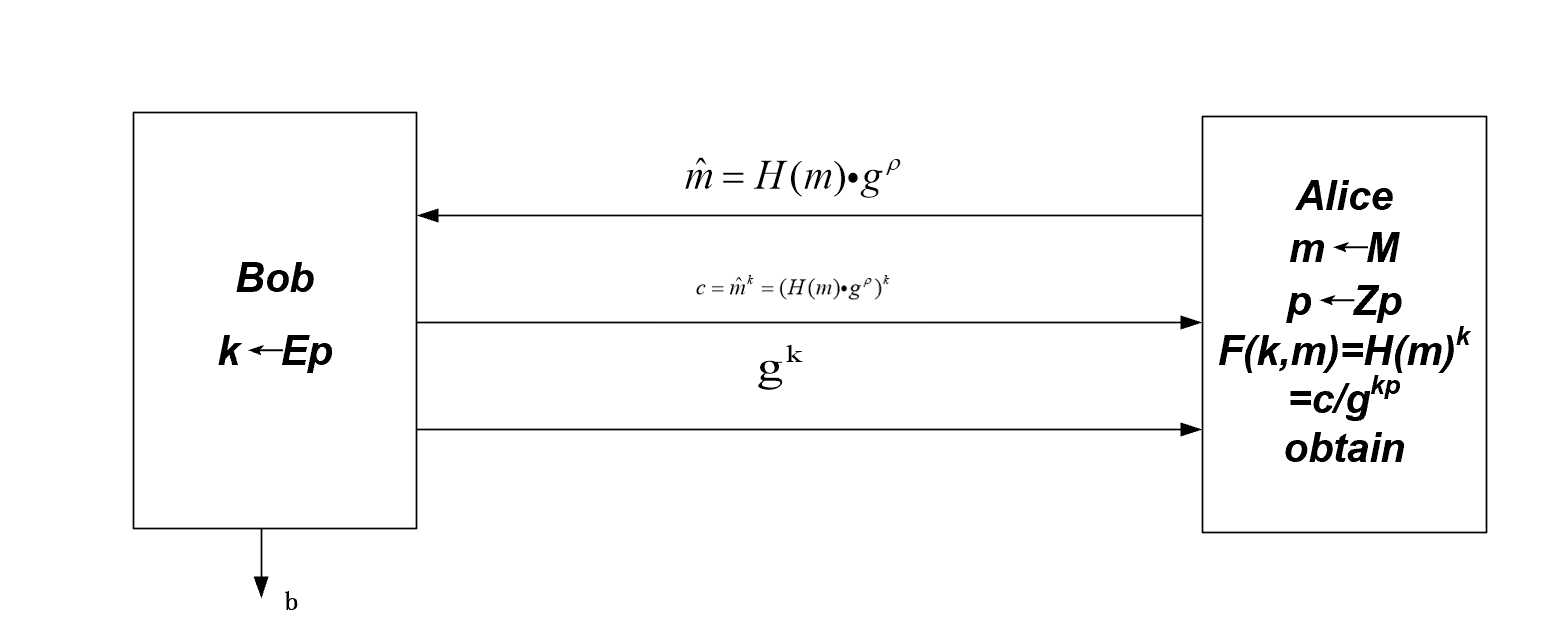 m̂ = H(m)•g^ρ
Bob
k ←Ep
c = m̂^k = (H(m)•g^ρ)^k
g^k
Alice
m ←M
p ←Zp
F(k,m)=H(m)^k
=c/g^kp
obtain
b